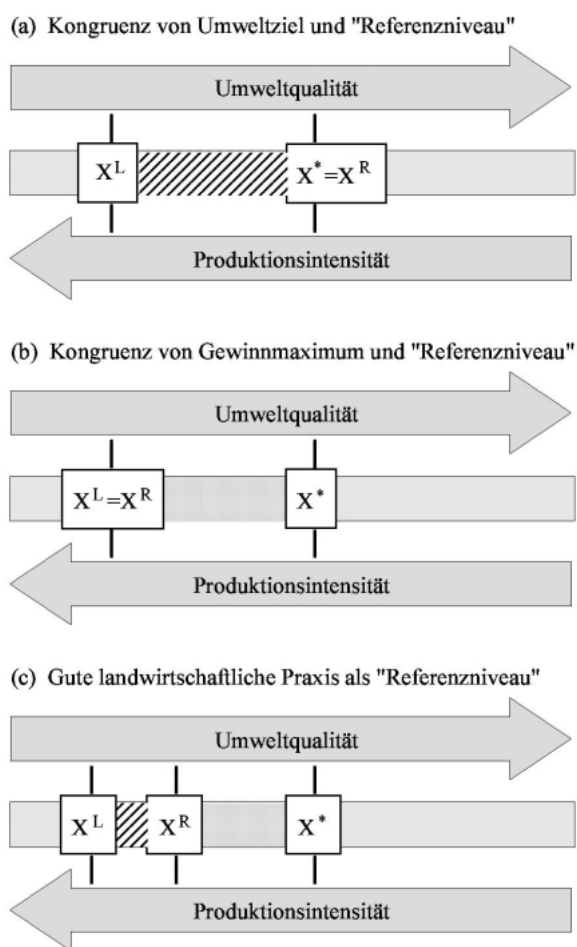 (a) Kongruenz von Umweltziel und "Referenzniveau"
Umweltqualität
X^L X^*=X^R
Produktionsintensität
(b) Kongruenz von Gewinnmaximum und "Referenzniveau"
Umweltqualität
X^L=X^R X^*
Produktionsintensität
(c) Gute landwirtschaftliche Praxis als "Referenzniveau"
Umweltqualität
X^L X^R X^*
Produktionsintensität